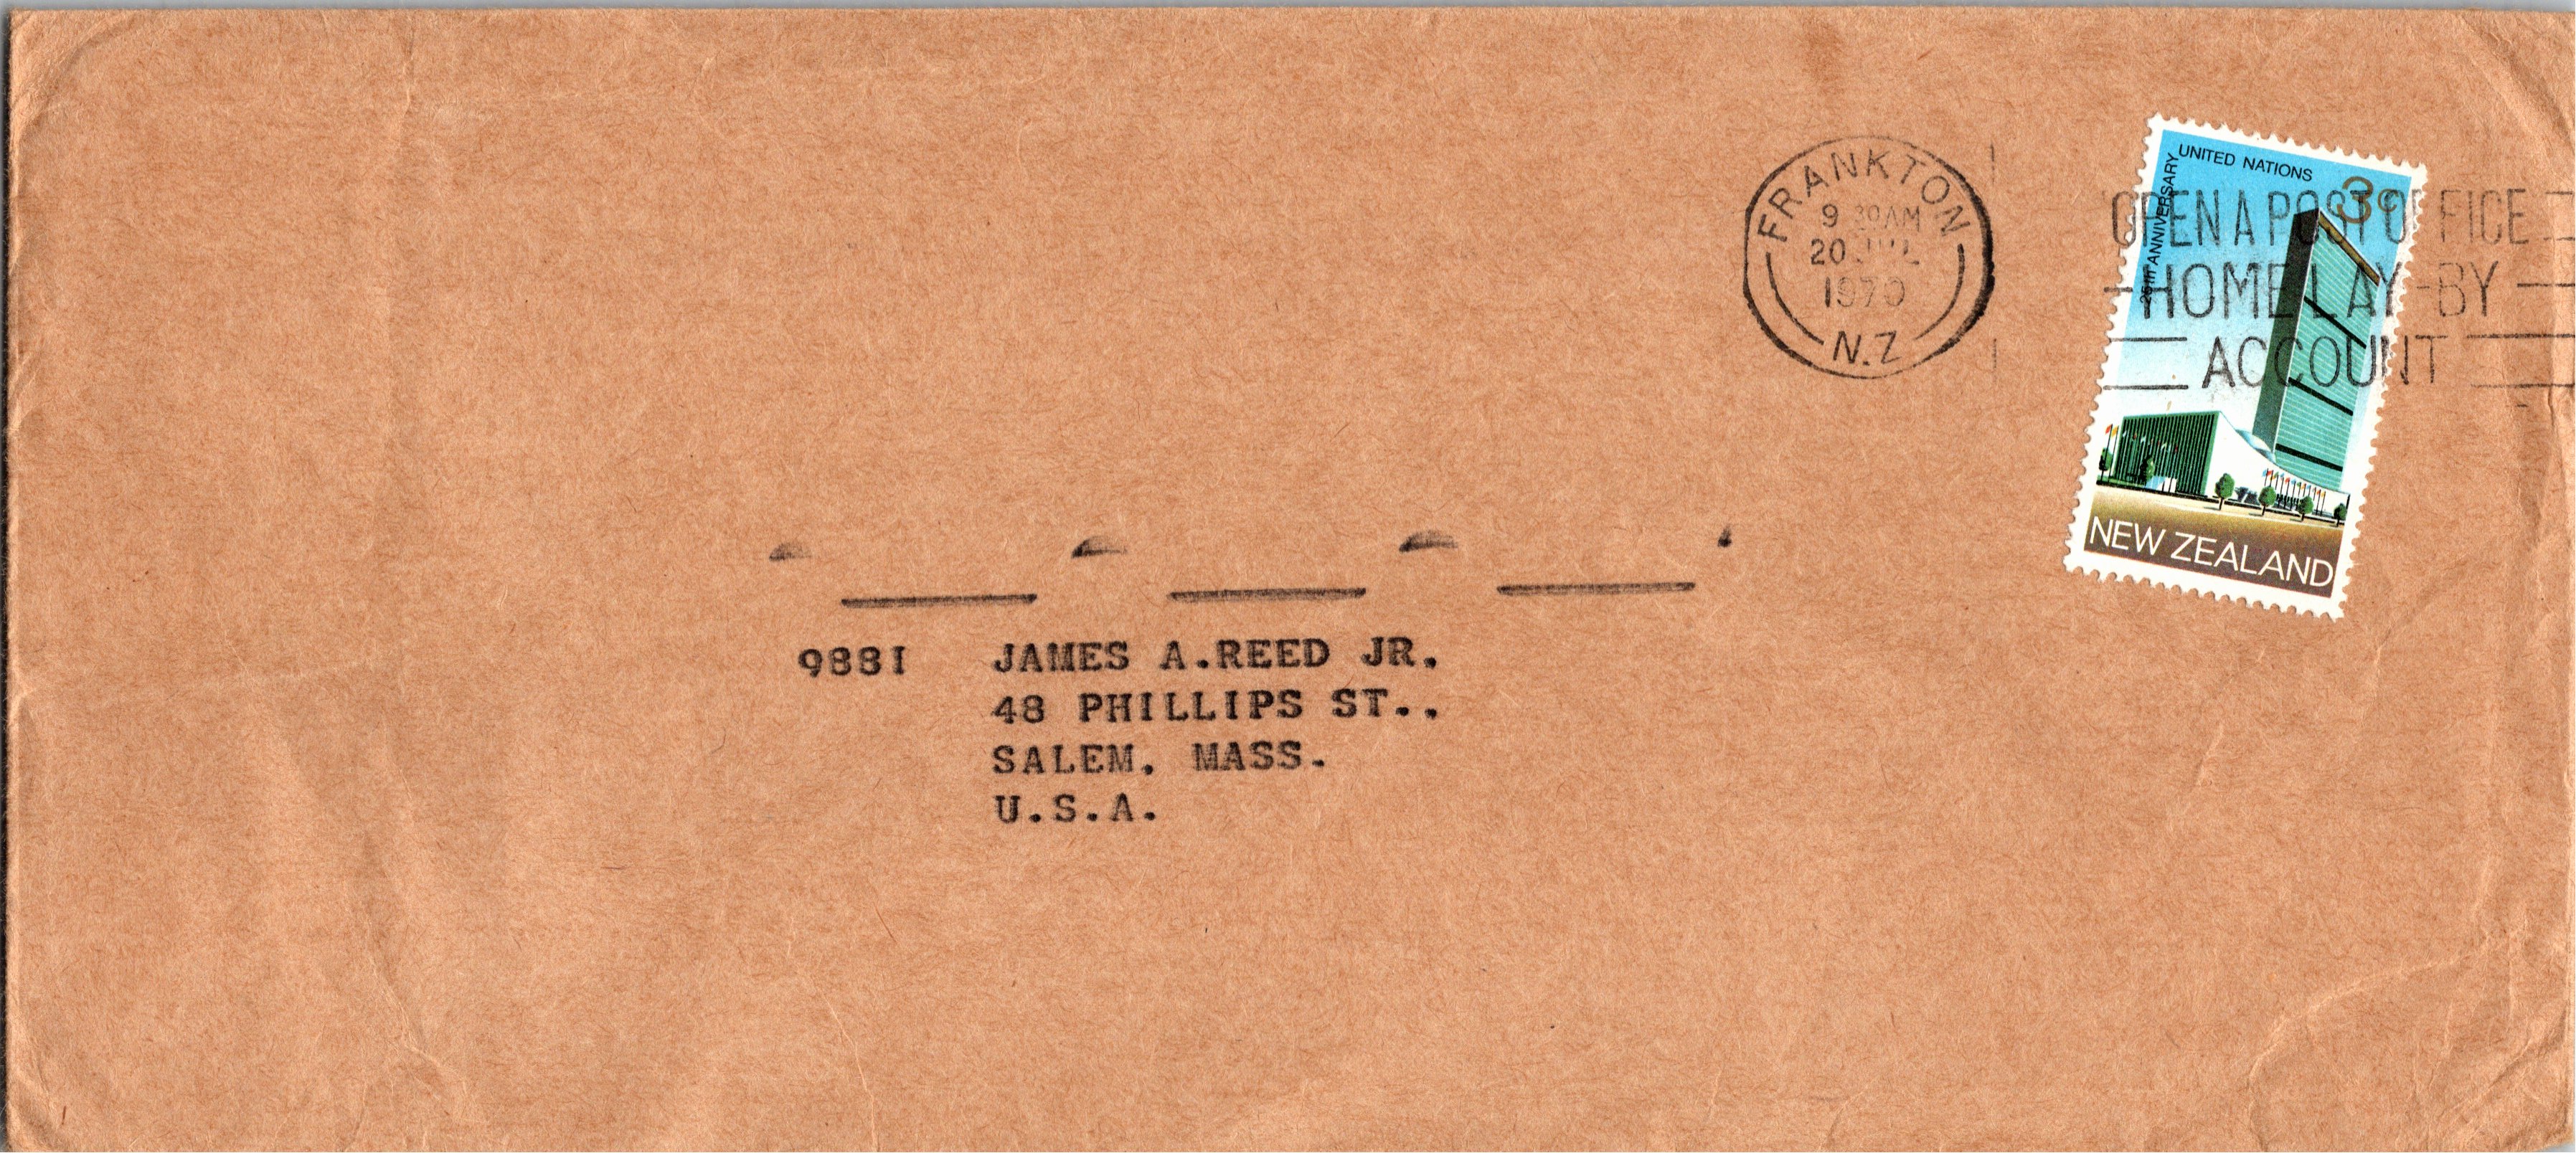 FRANKTON
9 30AM
20 JUL
1970
N.Z
UNITED NATIONS
25TH ANNIVERSARY
3c
OPEN A POST OFFICE
HOME LAY-BY
ACCOUNT
NEW ZEALAND
9881 JAMES A.REED JR.
48 PHILLIPS ST..
SALEM. MASS.
U.S.A.